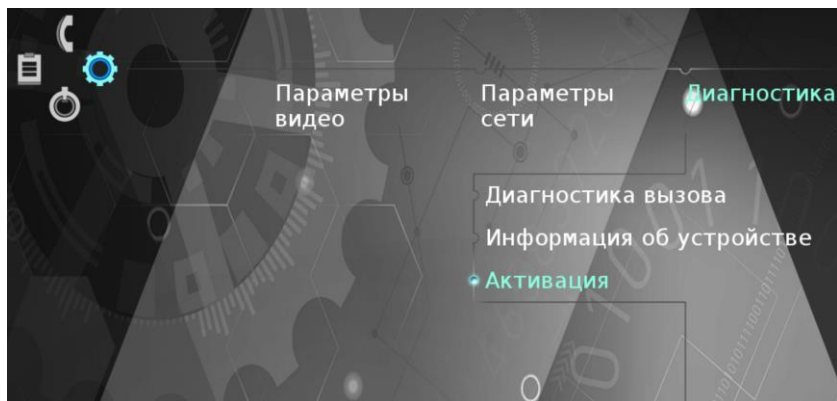 Параметры видео
Параметры сети
Диагностика
Диагностика вызова
Информация об устройстве
Активация